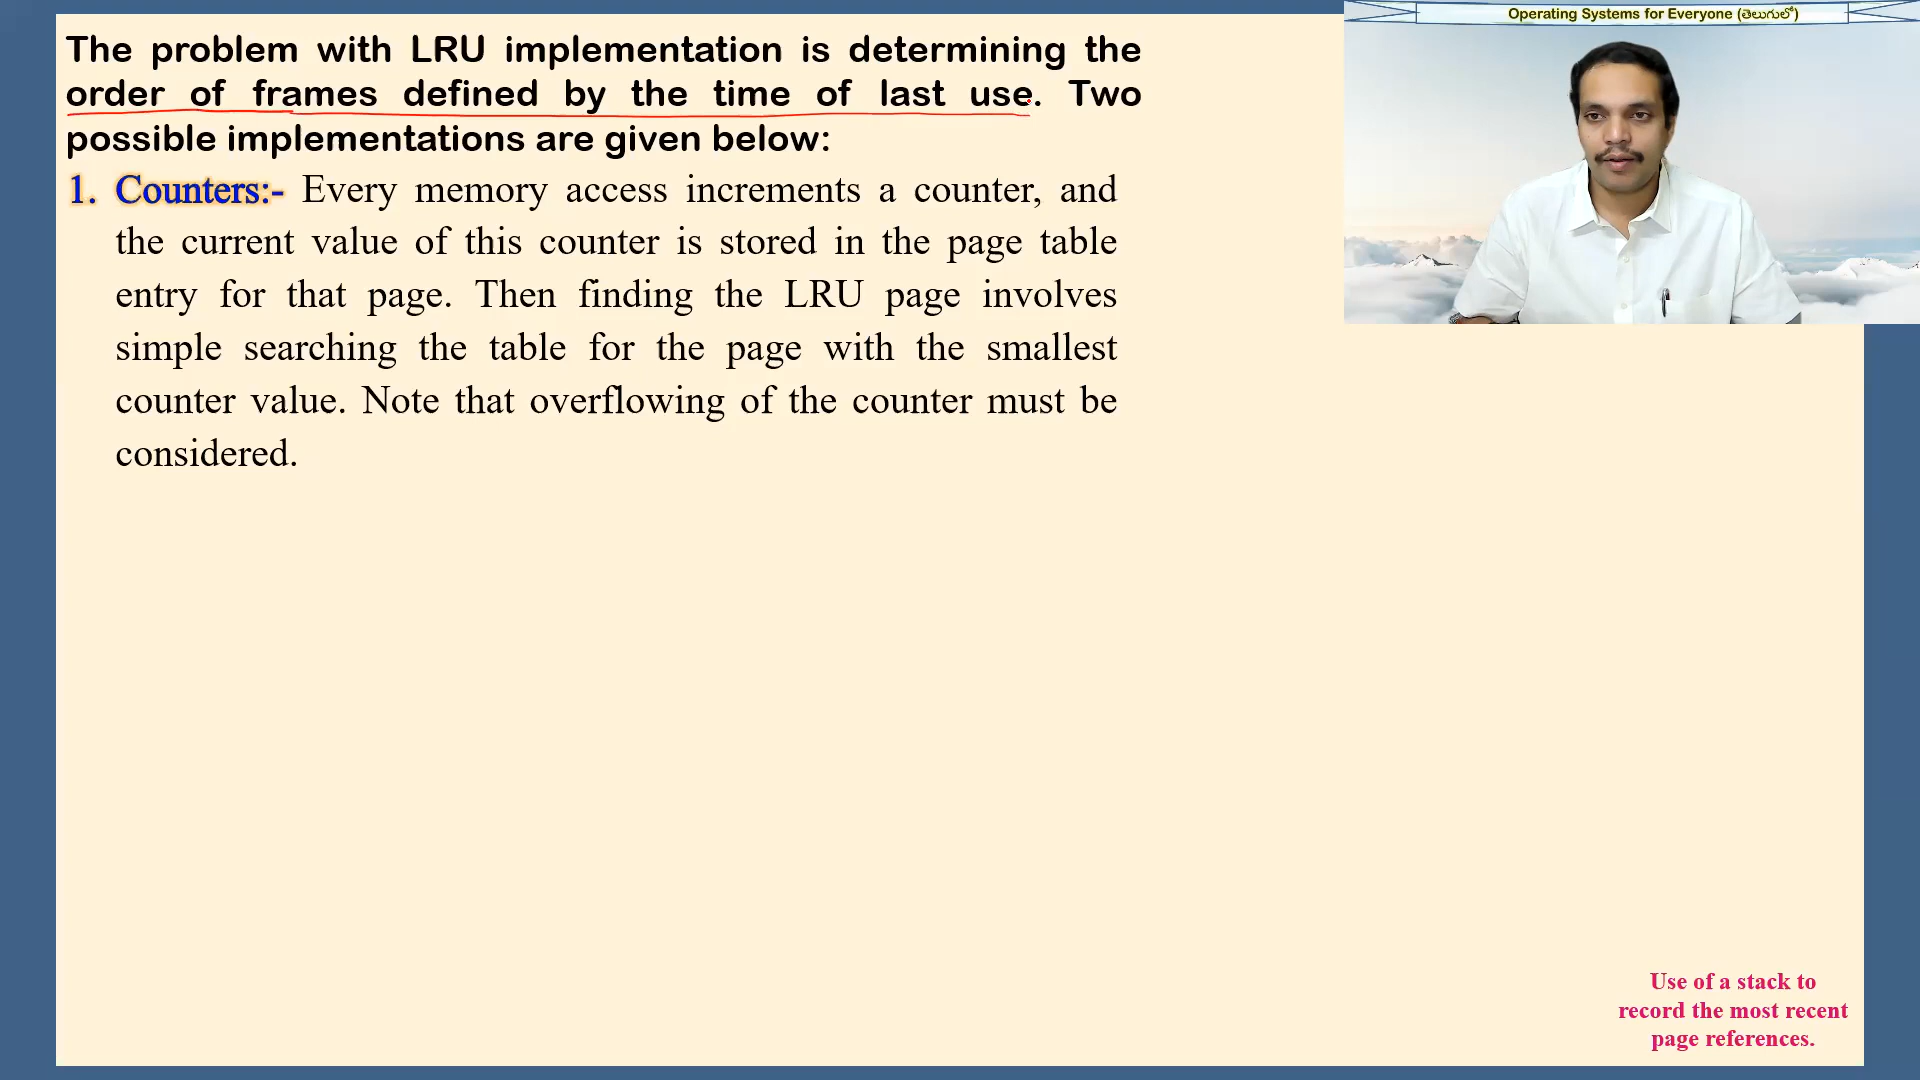 Operating Systems for Everyone (తెలుగులో)
The problem with LRU implementation is determining the
order of frames defined by the time of last use. Two
possible implementations are given below:
1. Counters:- Every memory access increments a counter, and
the current value of this counter is stored in the page table
entry for that page. Then finding the LRU page involves
simple searching the table for the page with the smallest
counter value. Note that overflowing of the counter must be
considered.
Use of a stack to
record the most recent
page references.